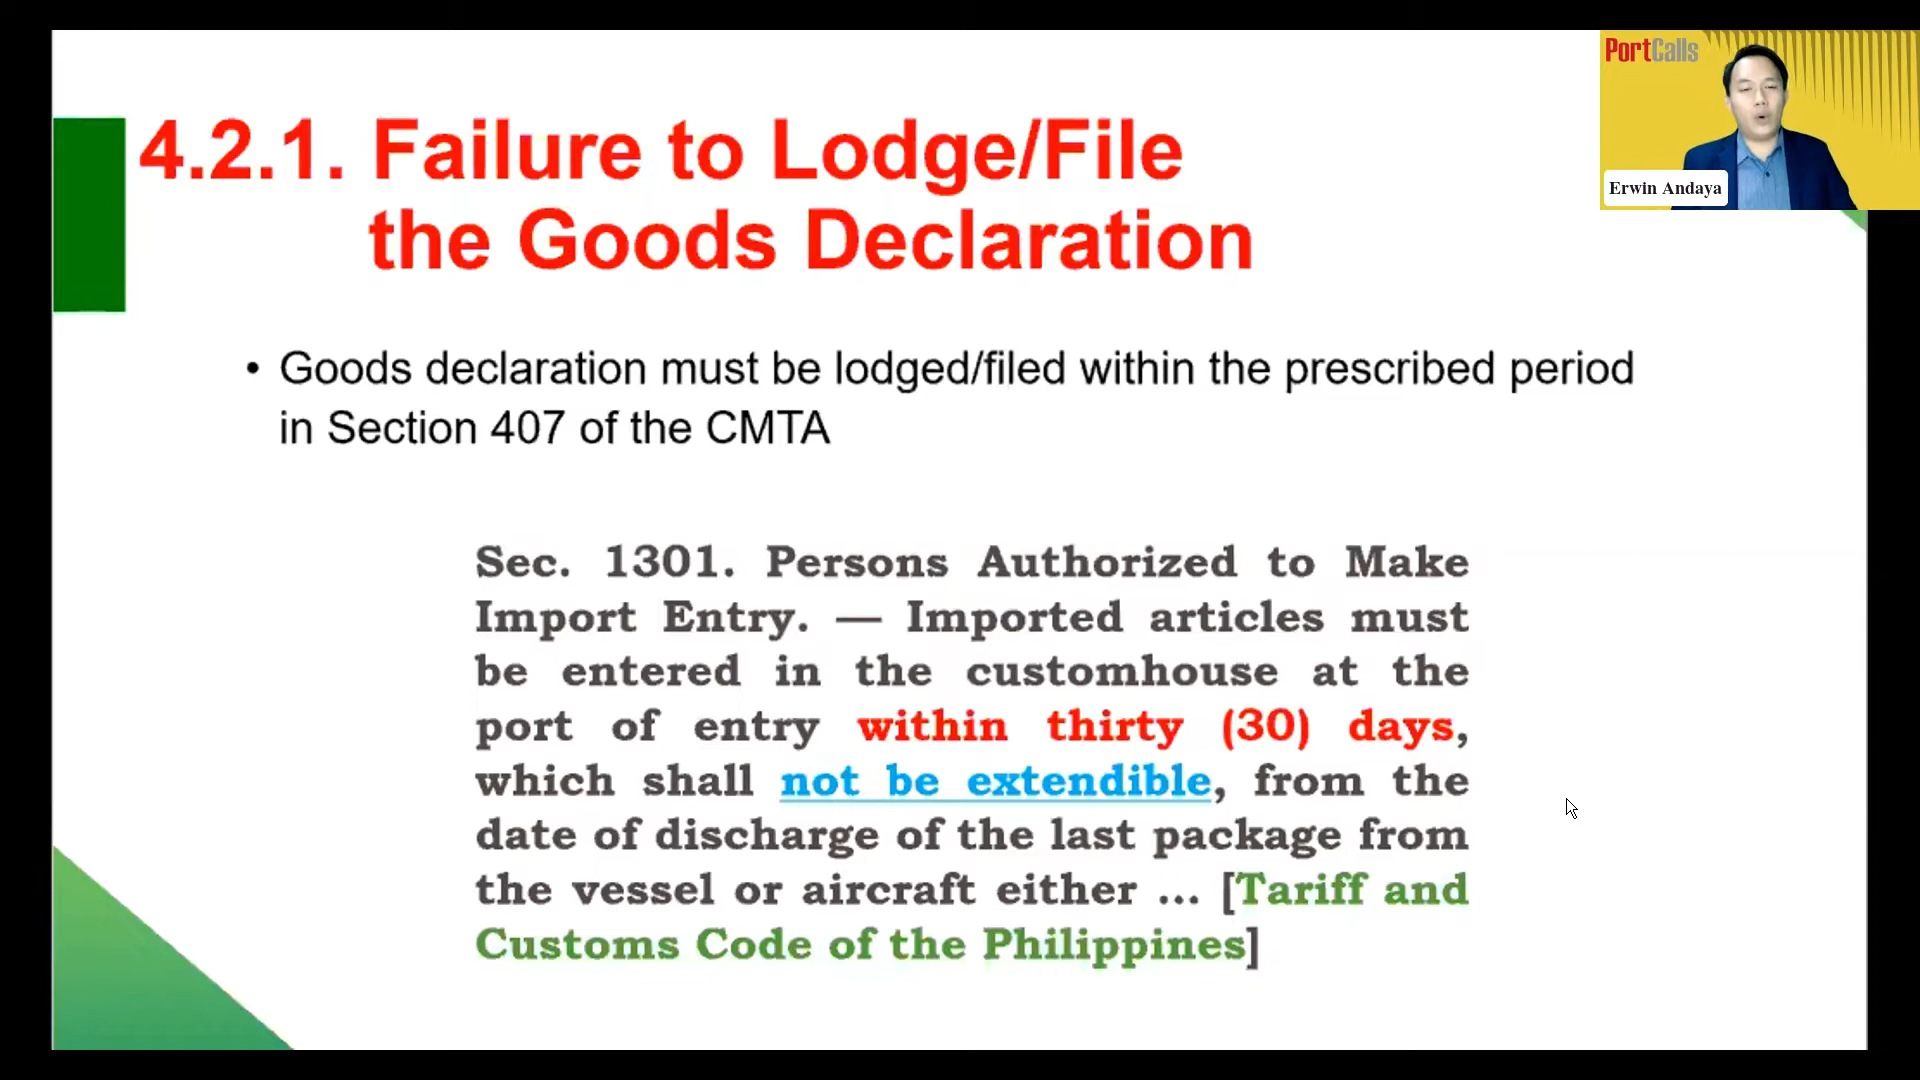 PortCalls
Erwin Andaya
4.2.1. Failure to Lodge/File
the Goods Declaration
• Goods declaration must be lodged/filed within the prescribed period
in Section 407 of the CMTA
Sec. 1301. Persons Authorized to Make
Import Entry. — Imported articles must
be entered in the customhouse at the
port of entry within thirty (30) days,
which shall not be extendible, from the
date of discharge of the last package from
the vessel or aircraft either ... [Tariff and
Customs Code of the Philippines]